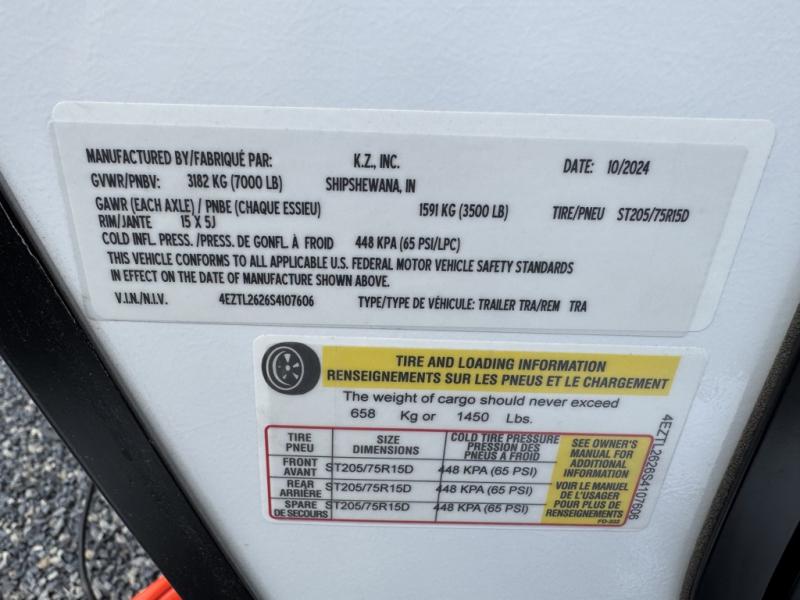 MANUFACTURED BY/FABRIQUÉ PAR: K.Z., INC. DATE: 10/2024
GVWR/PNBV: 3182 KG (7000 LB) SHIPSHEWANA, IN
GAWR (EACH AXLE) / PNBE (CHAQUE ESSIEU) 1591 KG (3500 LB) TIRE/PNEU ST205/75R15D
RIM/JANTE 15 X 5J
COLD INFL. PRESS. /PRESS. DE GONFL. À FROID 448 KPA (65 PSI/LPC)
THIS VEHICLE CONFORMS TO ALL APPLICABLE U.S. FEDERAL MOTOR VEHICLE SAFETY STANDARDS
IN EFFECT ON THE DATE OF MANUFACTURE SHOWN ABOVE.
V.I.N./N.I.V. 4EZTL2626S4107606 TYPE/TYPE DE VÉHICULE: TRAILER TRA/REM TRA
TIRE AND LOADING INFORMATION
RENSEIGNEMENTS SUR LES PNEUS ET LE CHARGEMENT
The weight of cargo should never exceed
658 Kg or 1450 Lbs.
TIRE
PNEU
SIZE
DIMENSIONS
COLD TIRE PRESSURE
PRESSION DES
PNEUS A FROID
FRONT
AVANT
ST205/75R15D
448 KPA (65 PSI)
REAR
ARRIÈRE
ST205/75R15D
448 KPA (65 PSI)
SPARE
DE SECOURS
ST205/75R15D
448 KPA (65 PSI)
SEE OWNER'S
MANUAL FOR
ADDITIONAL
INFORMATION
VOIR LE MANUEL
DE L'USAGER
POUR PLUS DE
RENSEIGNEMENTS
4EZTL2626S4107606